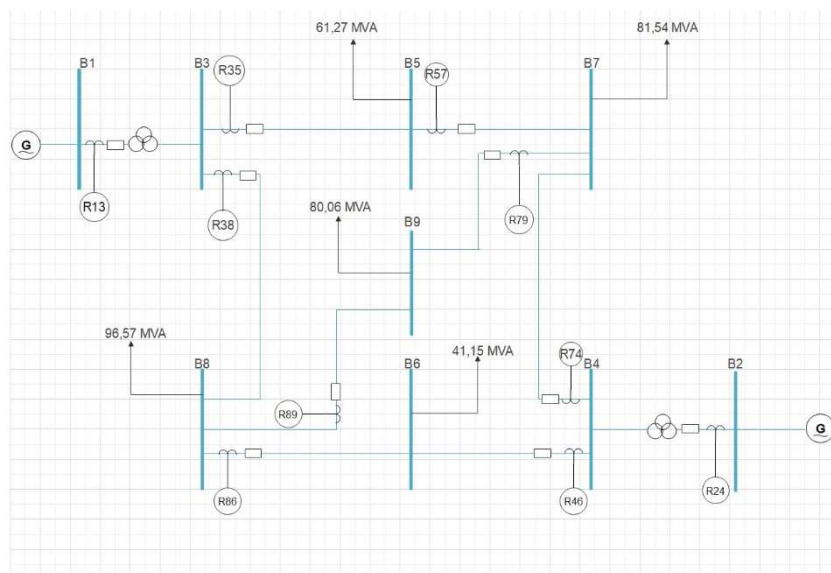 61,27 MVA
81,54 MVA
B1
B3
R35
B5
R57
B7
G
R13
R38
80,06 MVA
B9
R79
96,57 MVA
B8
B6
41,15 MVA
R74
B4
B2
R89
G
R86
R46
R24